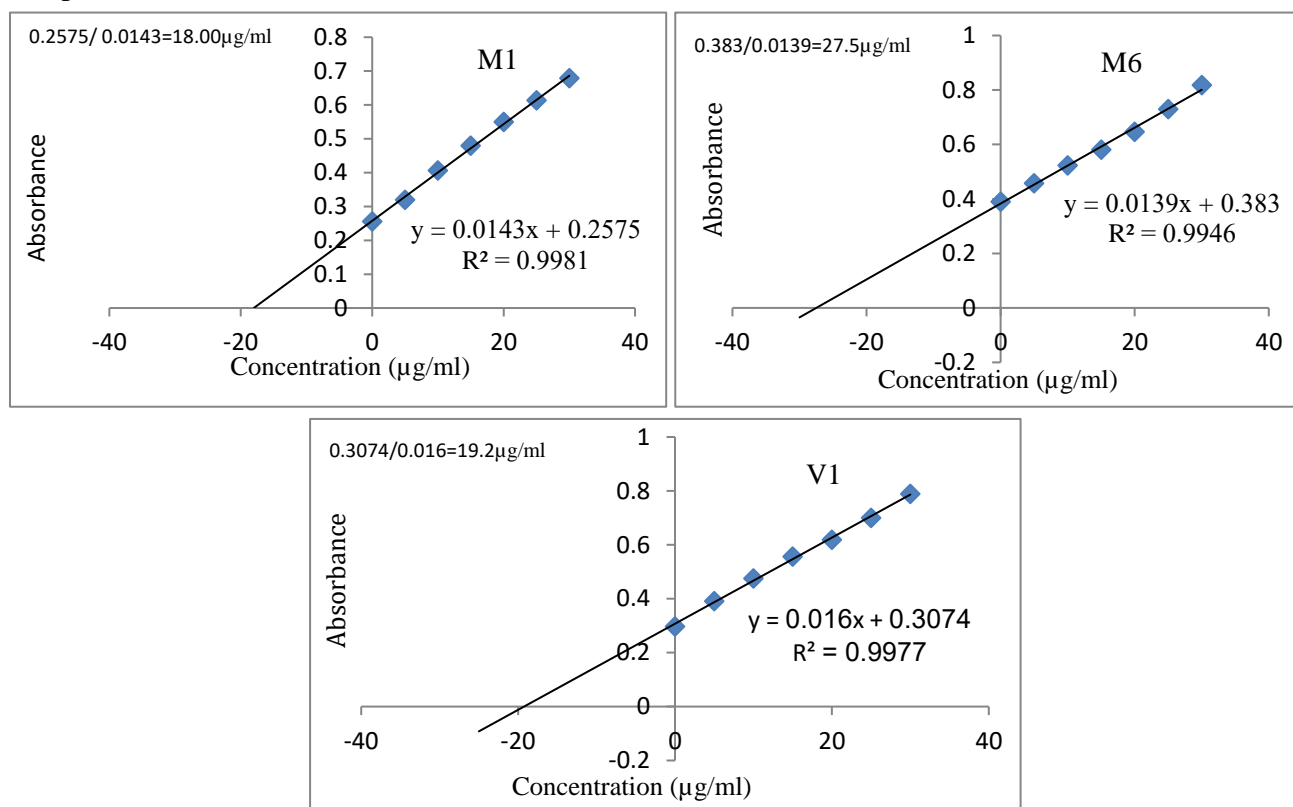 0.2575/ 0.0143=18.00µg/ml
M1
0.8
0.7
0.6
0.5
0.4
0.3
0.2
0.1
0
Absorbance
y = 0.0143x + 0.2575
R² = 0.9981
-40
-20
0
20
40
Concentration (µg/ml)
0.383/0.0139=27.5µg/ml
M6
1
0.8
0.6
0.4
0.2
0
-0.2
Absorbance
y = 0.0139x + 0.383
R² = 0.9946
-40
-20
0
20
40
Concentration (µg/ml)
0.3074/0.016=19.2µg/ml
V1
1
0.8
0.6
0.4
0.2
0
-0.2
Absorbance
y = 0.016x + 0.3074
R² = 0.9977
-40
-20
0
20
40
Concentration (µg/ml)